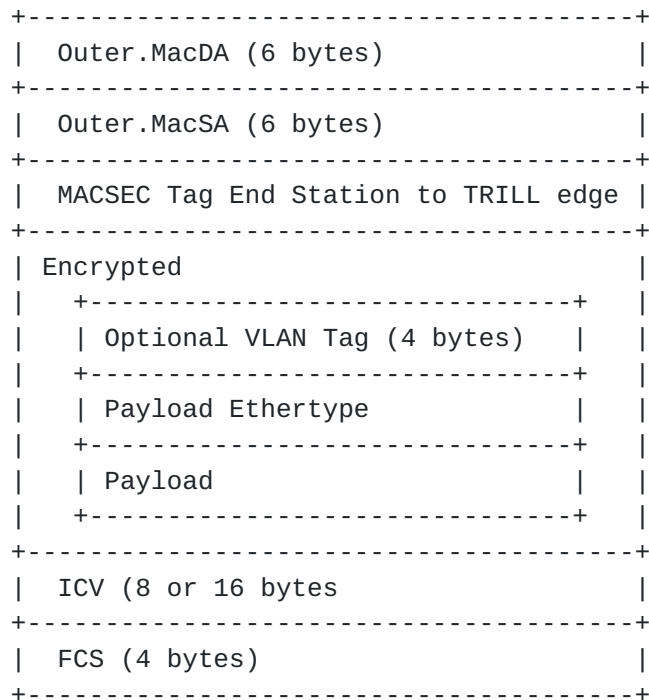 Outer.MacDA (6 bytes)
Outer.MacSA (6 bytes)
MACSEC Tag End Station to TRILL edge
Encrypted
Optional VLAN Tag (4 bytes)
Payload Ethertype
Payload
ICV (8 or 16 bytes
FCS (4 bytes)